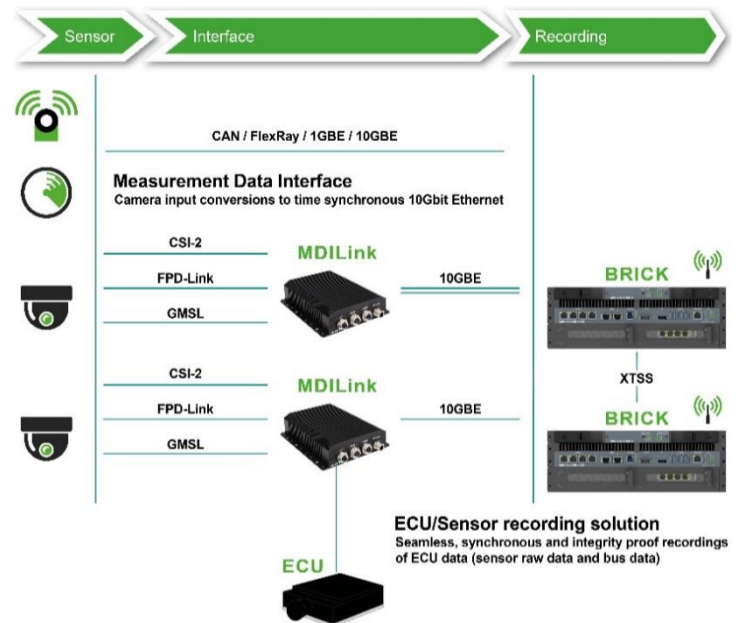 Sensor
Interface
Recording
CAN / FlexRay / 1GBE / 10GBE
Measurement Data Interface
Camera input conversions to time synchronous 10Gbit Ethernet
CSI-2
MDILink
FPD-Link
10GBE
GMSL
BRICK
XTSS
CSI-2
MDILink
FPD-Link
10GBE
GMSL
BRICK
ECU/Sensor recording solution
Seamless, synchronous and integrity proof recordings
of ECU data (sensor raw data and bus data)
ECU